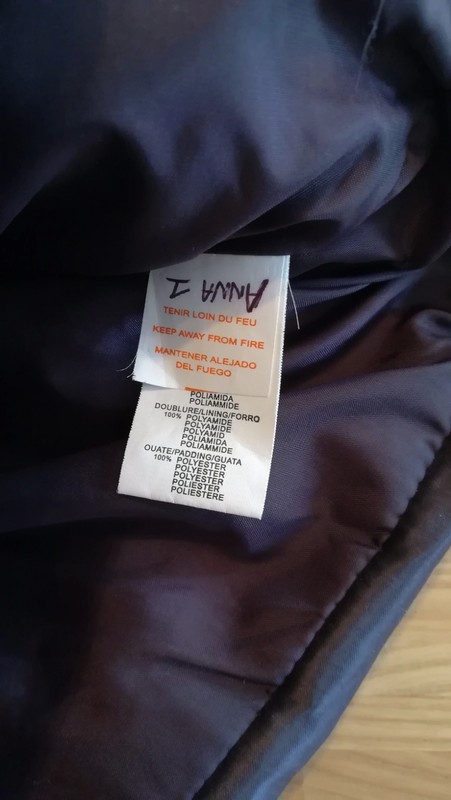 ANNA I
TENIR LOIN DU FEU
KEEP AWAY FROM FIRE
MANTENER ALEJADO
DEL FUEGO
POLIAMIDA
POLIAMMIDE
DOUBLURE/LINING/FORRO
100% POLYAMIDE
POLYAMIDE
POLYAMID
POLIAMIDA
POLIAMMIDE
OUATE/PADDING/GUATA
100% POLYESTER
POLYESTER
POLYESTER
POLIESTER
POLIESTERE